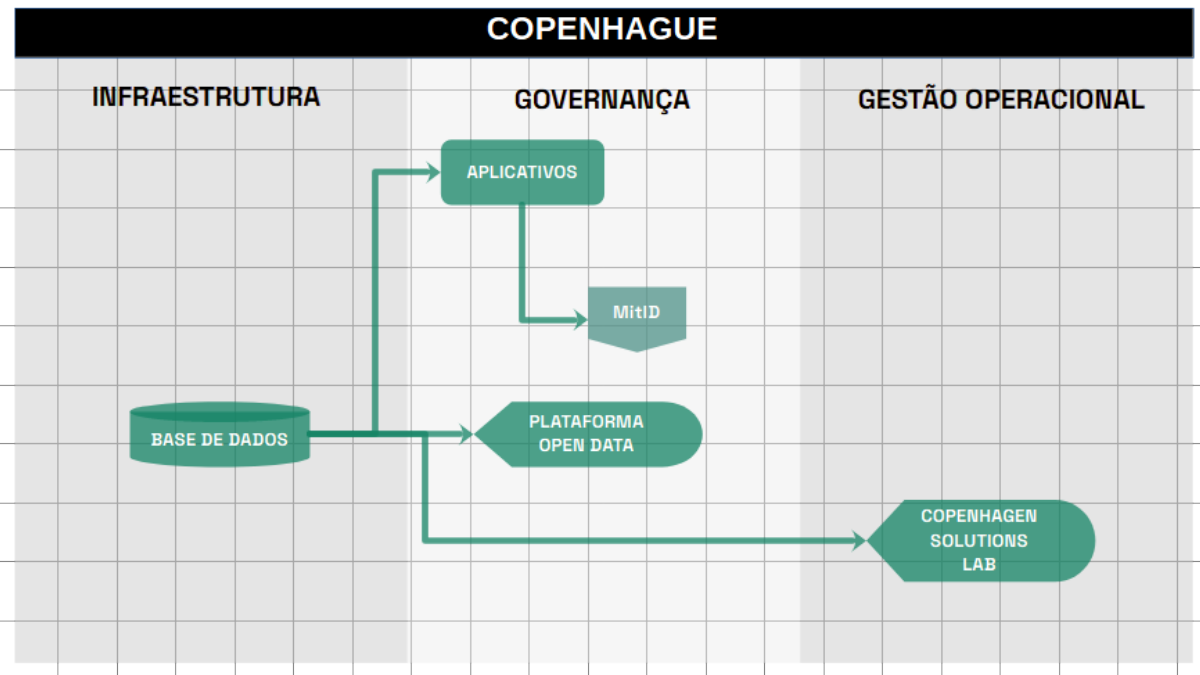 COPENHAGUE
INFRAESTRUTURA
GOVERNANÇA
GESTÃO OPERACIONAL
APLICATIVOS
MitID
BASE DE DADOS
PLATAFORMA
OPEN DATA
COPENHAGEN
SOLUTIONS
LAB